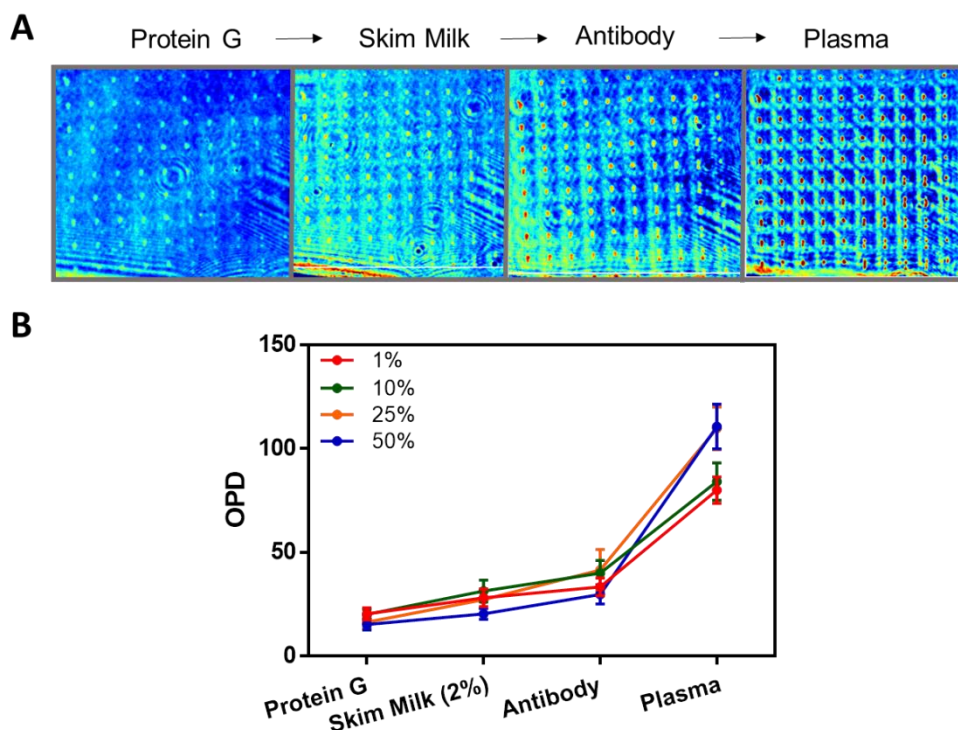 A
Protein G → Skim Milk → Antibody → Plasma
B
150
100
50
0
OPD
1%
10%
25%
50%
Protein G
Skim Milk (2%)
Antibody
Plasma